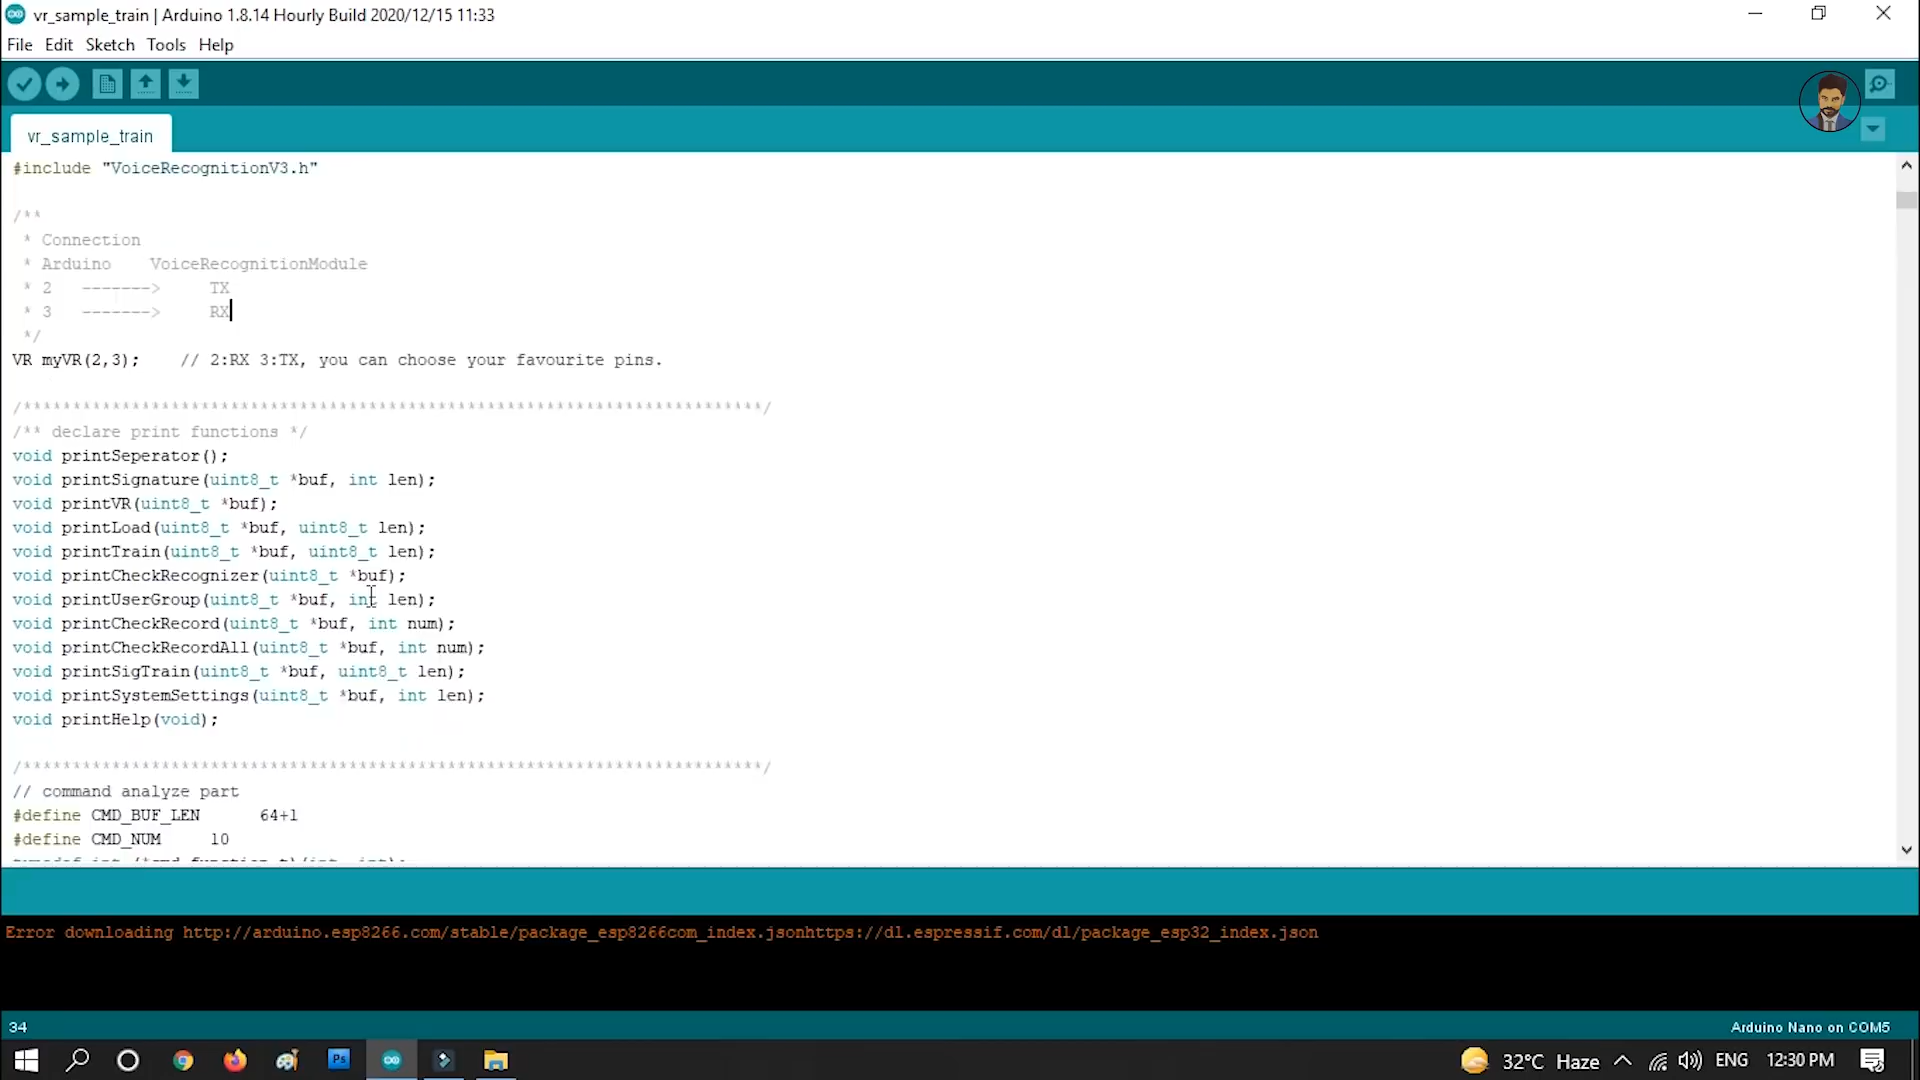 vr_sample_train | Arduino 1.8.14 Hourly Build 2020/12/15 11:33
File Edit Sketch Tools Help
vr_sample_train
#include "VoiceRecognitionV3.h"
/**
 * Connection
 * Arduino    VoiceRecognitionModule
 * 2   ------->     TX
 * 3   ------->     RX
 */
VR myVR(2,3);    // 2:RX 3:TX, you can choose your favourite pins.
/***************************************************************************/
/** declare print functions */
void printSeperator();
void printSignature(uint8_t *buf, int len);
void printVR(uint8_t *buf);
void printLoad(uint8_t *buf, uint8_t len);
void printTrain(uint8_t *buf, uint8_t len);
void printCheckRecognizer(uint8_t *buf);
void printUserGroup(uint8_t *buf, int len);
void printCheckRecord(uint8_t *buf, int num);
void printCheckRecordAll(uint8_t *buf, int num);
void printSigTrain(uint8_t *buf, uint8_t len);
void printSystemSettings(uint8_t *buf, int len);
void printHelp(void);
/***************************************************************************/
// command analyze part
#define CMD_BUF_LEN      64+1
#define CMD_NUM     10
typedef int (*cmd_function_t)(int, int);
Error downloading http://arduino.esp8266.com/stable/package_esp8266com_index.jsonhttps://dl.espressif.com/dl/package_esp32_index.json
34
Arduino Nano on COM5
Ps
32°C Haze
ENG
12:30 PM